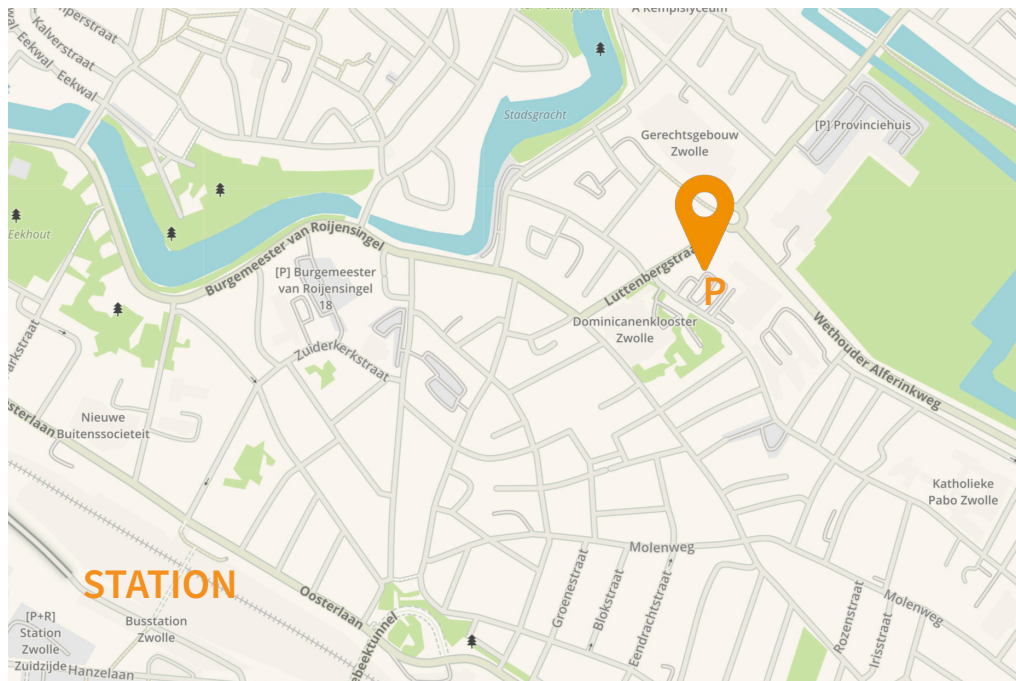 Kalverstraat
Eekwal
Eekwal
Stadsgracht
Gerechtsgebouw
Zwolle
[P] Provinciehuis
Eekhout
Burgemeester van Roijensingel
[P] Burgemeester
van Roijensingel
18
Luttenbergstraat
P
Dominicanenklooster
Zwolle
Wethouder Alferinkweg
Zuiderkerkstraat
Nieuwe
Buitensocieteit
Katholieke
Pabo Zwolle
Molenweg
STATION
Oosterlaan
Groenestraat
Blokstraat
Eendrachtstraat
Rozenstraat
Irisstraat
Molenweg
[P+R]
Station
Zwolle
Zuidzijde
Busstation
Zwolle
Hanzelaan